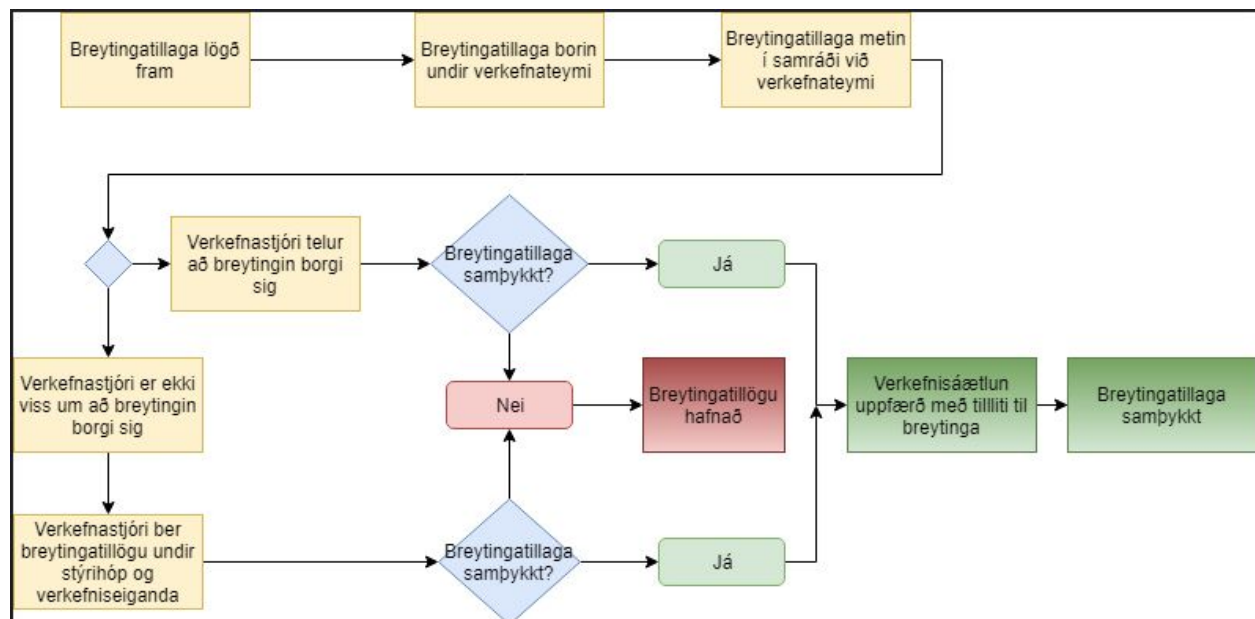 Breytingatillaga lögð
fram
Breytingatillaga borin
undir verkefnateymi
Breytingatillaga metin
í samráði við
verkefnateymi
Verkefnastjóri telur
að breytingin borgi
sig
Breytingatillaga
samþykkt?
Já
Verkefnastjóri er ekki
viss um að breytingin
borgi sig
Nei
Breytingatillögu
hafnað
Verkefnisáætlun
uppfærð með tillliti til
breytinga
Breytingatillaga
samþykkt
Verkefnastjóri ber
breytingatillögu undir
stýrihóp og
verkefniseiganda
Breytingatillaga
samþykkt?
Já